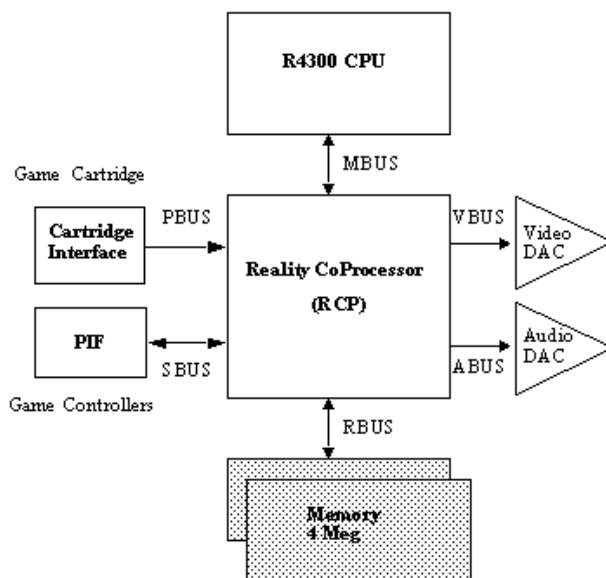 R4300 CPU
MBUS
Game Cartridge
PBUS
VBUS
Cartridge
Interface
Video
DAC
Reality CoProcessor
(RCP)
PIF
SBUS
Audio
DAC
ABUS
Game Controllers
RBUS
Memory
4 Meg